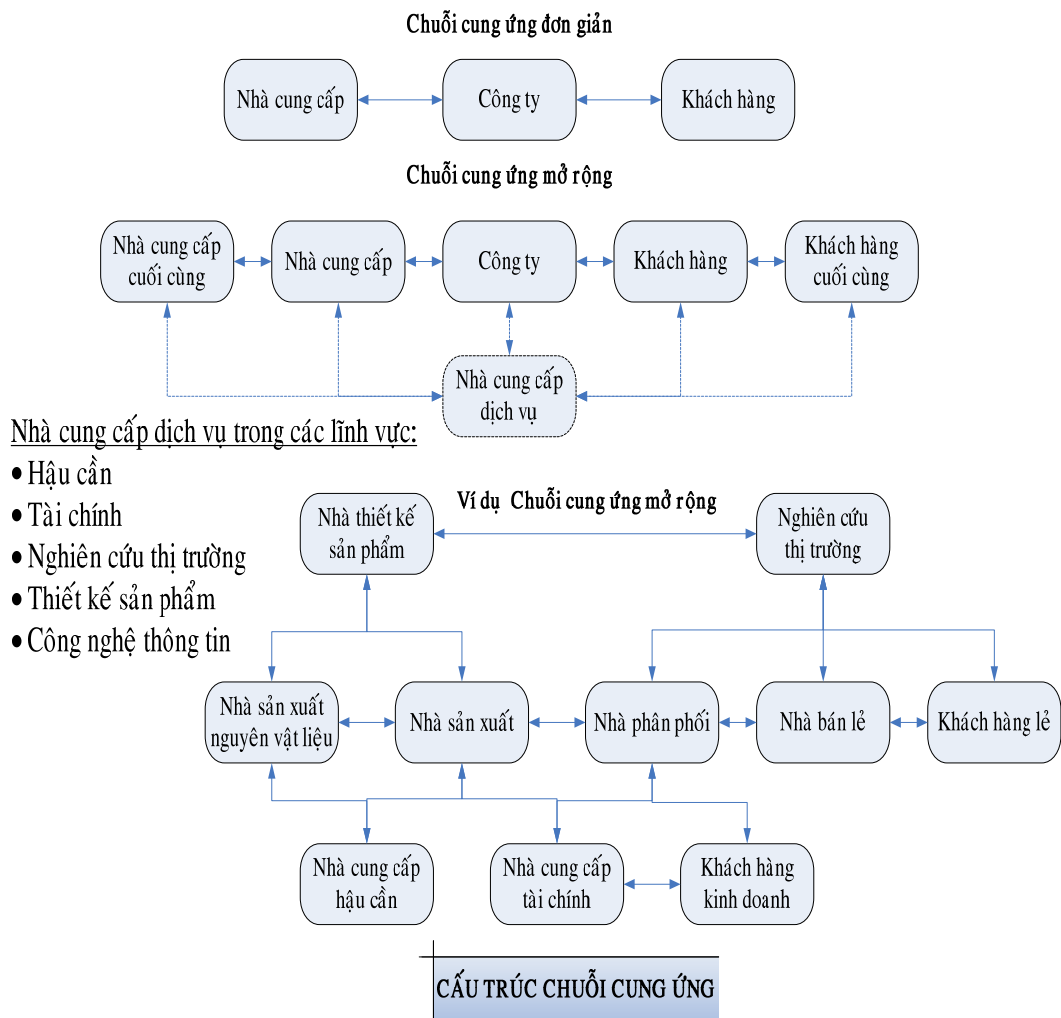 Chuỗi cung ứng đơn giản
Nhà cung cấp
Công ty
Khách hàng
Chuỗi cung ứng mở rộng
Nhà cung cấp
cuối cùng
Nhà cung cấp
Công ty
Khách hàng
Khách hàng
cuối cùng
Nhà cung cấp
dịch vụ
Nhà cung cấp dịch vụ trong các lĩnh vực:
• Hậu cần
• Tài chính
• Nghiên cứu thị trường
• Thiết kế sản phẩm
• Công nghệ thông tin
Ví dụ Chuỗi cung ứng mở rộng
Nhà thiết kế
sản phẩm
Nghiên cứu
thị trường
Nhà sản xuất
nguyên vật liệu
Nhà sản xuất
Nhà phân phối
Nhà bán lẻ
Khách hàng lẻ
Nhà cung cấp
hậu cần
Nhà cung cấp
tài chính
Khách hàng
kinh doanh
CẤU TRÚC CHUỖI CUNG ỨNG